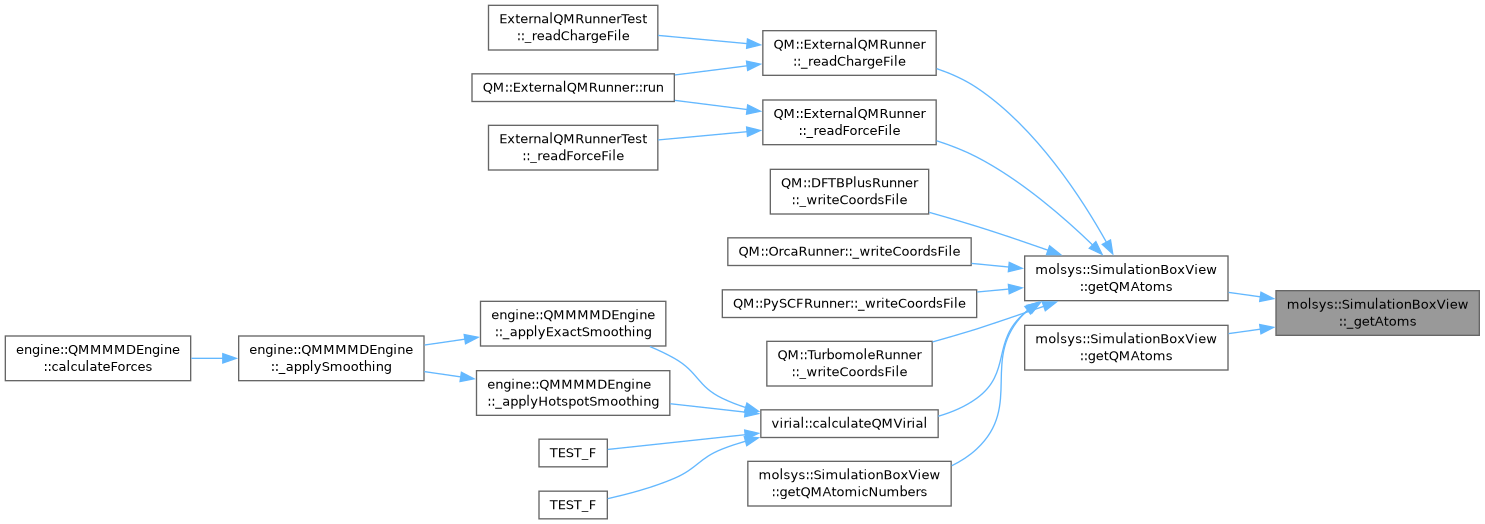 ExternalQMRunnerTest
::_readChargeFile
QM::ExternalQMRunner
::_readChargeFile
QM::ExternalQMRunner::run
QM::ExternalQMRunner
::_readForceFile
ExternalQMRunnerTest
::_readForceFile
QM::DFTBPlusRunner
::_writeCoordsFile
QM::OrcaRunner::_writeCoordsFile
molsys::SimulationBoxView
::getQMAtoms
QM::PySCFRunner::_writeCoordsFile
molsys::SimulationBoxView
::_getAtoms
engine::QMMMMDEngine
::_applyExactSmoothing
molsys::SimulationBoxView
::getQMAtoms
engine::QMMMMDEngine
::calculateForces
engine::QMMMMDEngine
::_applySmoothing
QM::TurbomoleRunner
::_writeCoordsFile
engine::QMMMMDEngine
::_applyHotspotSmoothing
virial::calculateQMVirial
TEST_F
molsys::SimulationBoxView
::getQMAtomicNumbers
TEST_F